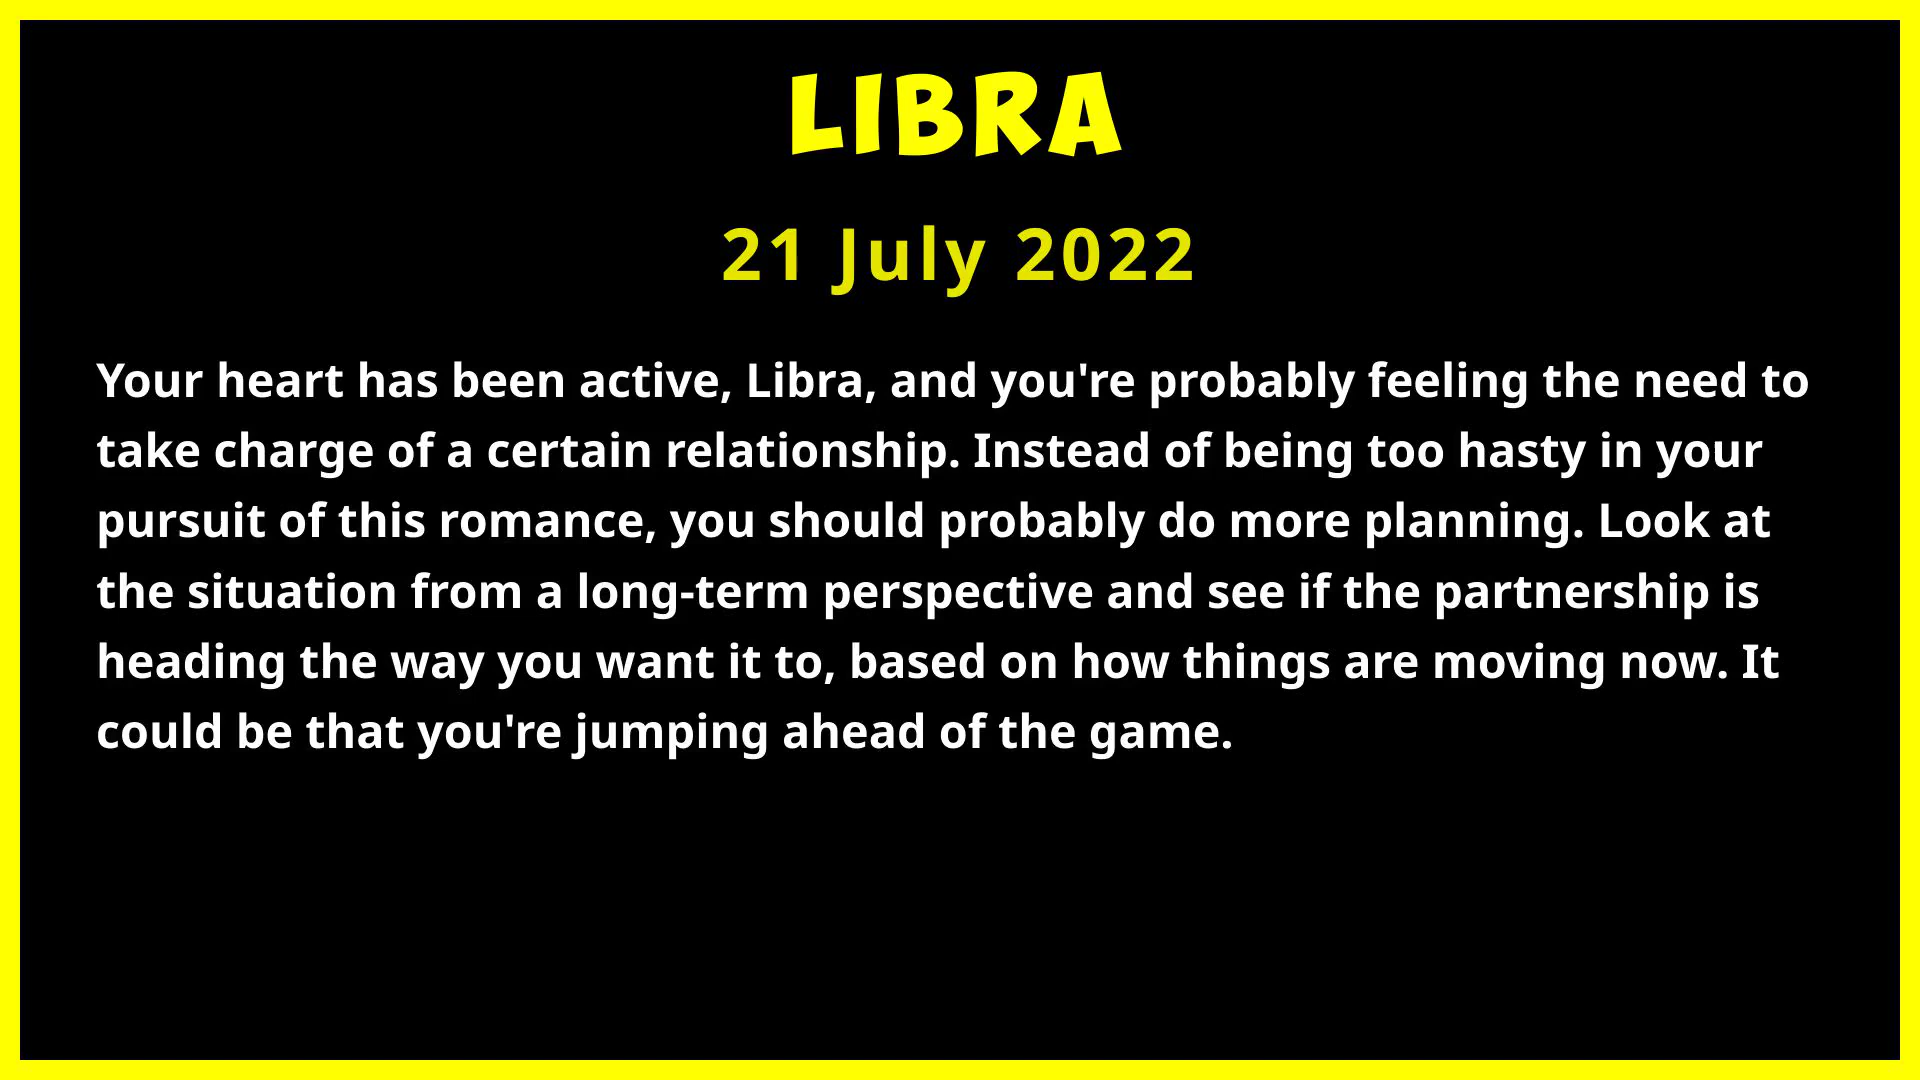 LIBRA
21 July 2022
Your heart has been active, Libra, and you're probably feeling the need to
take charge of a certain relationship. Instead of being too hasty in your
pursuit of this romance, you should probably do more planning. Look at
the situation from a long-term perspective and see if the partnership is
heading the way you want it to, based on how things are moving now. It
could be that you're jumping ahead of the game.